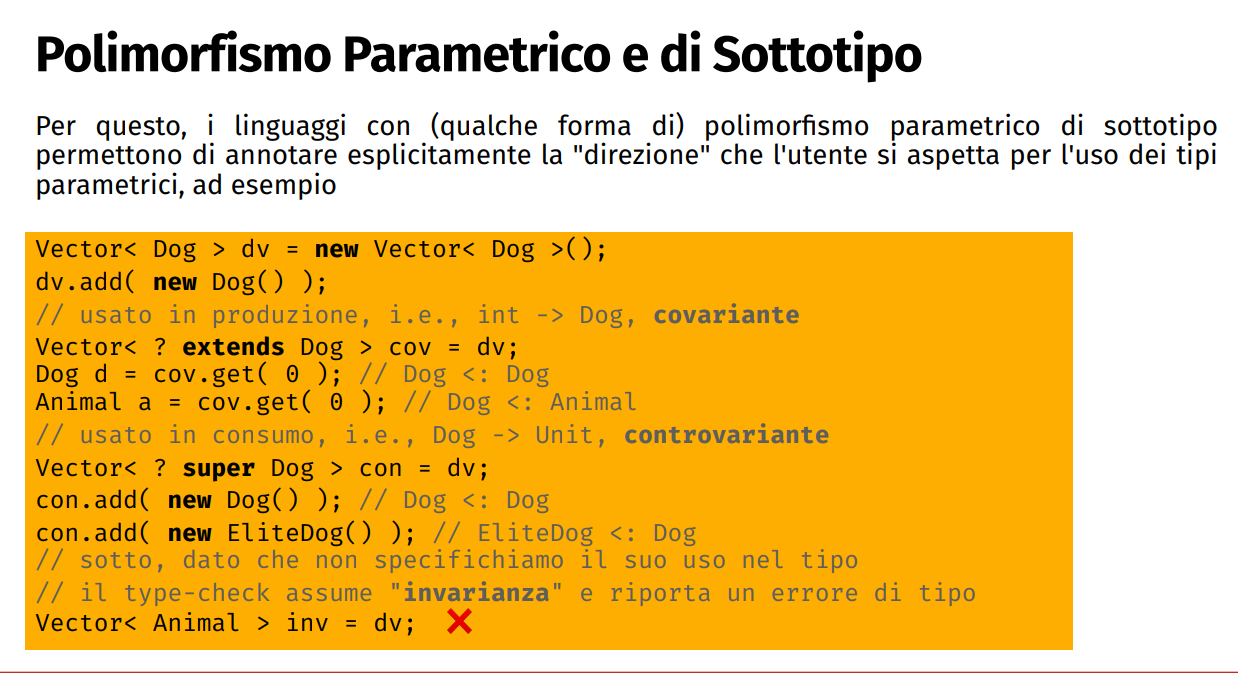 Polimorfismo Parametrico e di Sottotipo
Per questo, i linguaggi con (qualche forma di) polimorfismo parametrico di sottotipo
permettono di annotare esplicitamente la "direzione" che l'utente si aspetta per l'uso dei tipi
parametrici, ad esempio
Vector< Dog > dv = new Vector< Dog >();
dv.add( new Dog() );
// usato in produzione, i.e., int -> Dog, covariante
Vector< ? extends Dog > cov = dv;
Dog d = cov.get( 0 ); // Dog <: Dog
Animal a = cov.get( 0 ); // Dog <: Animal
// usato in consumo, i.e., Dog -> Unit, controvariante
Vector< ? super Dog > con = dv;
con.add( new Dog() ); // Dog <: Dog
con.add( new EliteDog() ); // EliteDog <: Dog
// sotto, dato che non specifichiamo il suo uso nel tipo
// il type-check assume "invarianza" e riporta un errore di tipo
Vector< Animal > inv = dv; ❌